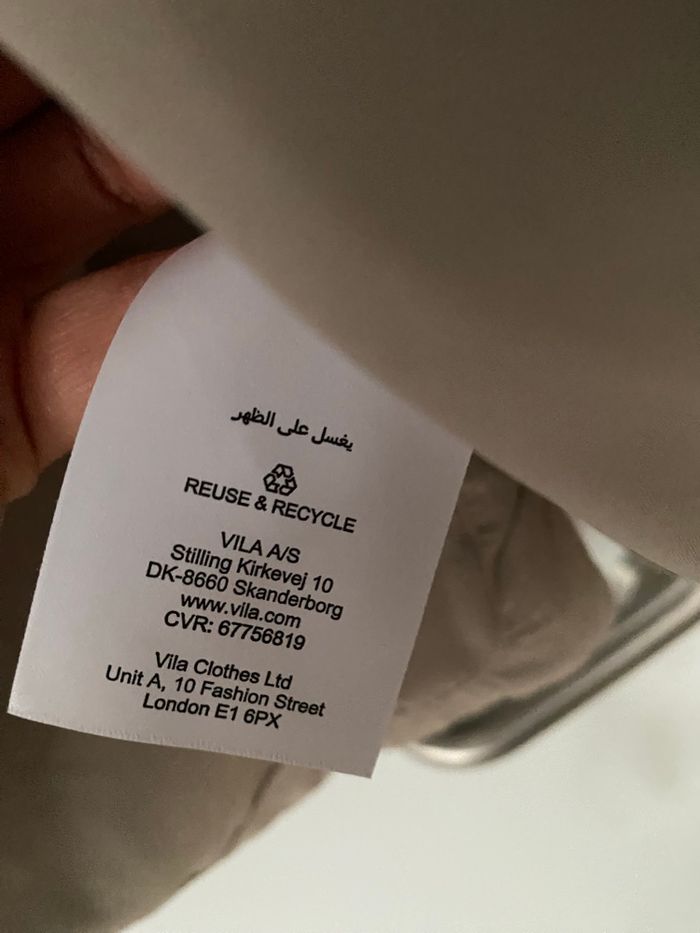 يغسل على الظهر
REUSE & RECYCLE
VILA A/S
Stilling Kirkevej 10
DK-8660 Skanderborg
www.vila.com
CVR: 67756819
Vila Clothes Ltd
Unit A, 10 Fashion Street
London E1 6PX